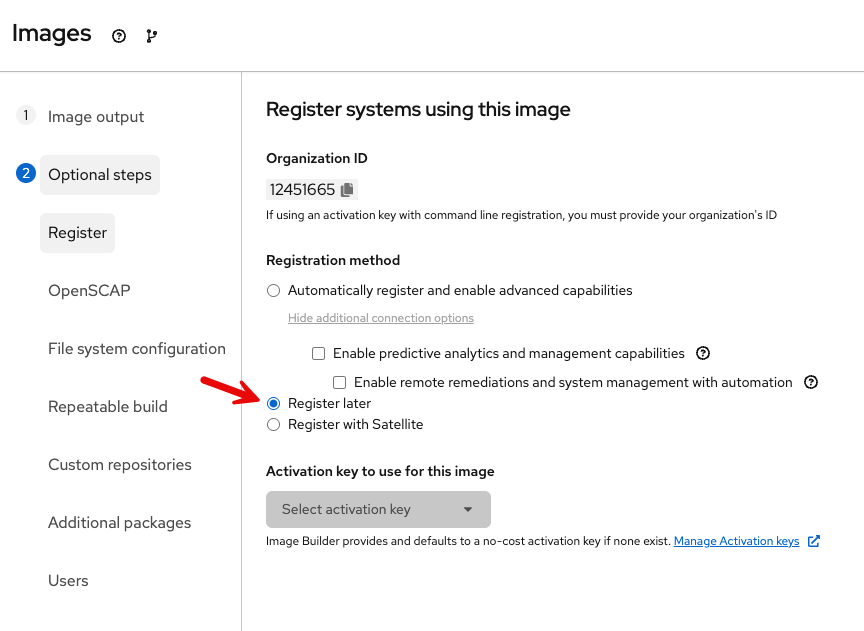 Images
1 Image output
2 Optional steps
Register
OpenSCAP
File system configuration
Repeatable build
Custom repositories
Additional packages
Users
Register systems using this image
Organization ID
12451665
If using an activation key with command line registration, you must provide your organization's ID
Registration method
Automatically register and enable advanced capabilities
Hide additional connection options
Enable predictive analytics and management capabilities
Enable remote remediations and system management with automation
Register later
Register with Satellite
Activation key to use for this image
Select activation key
Image Builder provides and defaults to a no-cost activation key if none exist. Manage Activation keys